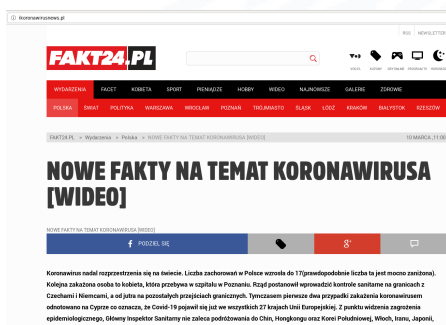 ikoronawirusnews.pl
RSS NEWSLETTER
FAKT24.PL
WYDARZENIA FACET KOBIETA SPORT PIENIĄDZE HOBBY WIDEO NAJNOWSZE GALERIE ZDROWIE
POLSKA ŚWIAT POLITYKA WARSZAWA WROCŁAW POZNAŃ TRÓJMIASTO ŚLĄSK ŁÓDŹ KRAKÓW BIAŁYSTOK RZESZÓW
FAKT24.PL > Wydarzenia > Polska > NOWE FAKTY NA TEMAT KORONAWIRUSA [WIDEO] 10 MARCA ,11:00
NOWE FAKTY NA TEMAT KORONAWIRUSA
[WIDEO]
NOWE FAKTY NA TEMAT KORONAWIRUSA [WIDEO]
PODZIEL SIĘ
Koronawirus nadal rozprzestrzenia się na świecie. Liczba zachorowań w Polsce wzrosła do 17(prawdopodobnie liczba ta jest mocno zaniżona).
Kolejna zakażona osoba to kobieta, która przebywa w szpitalu w Poznaniu. Rząd postanowił wprowadzić kontrole sanitarne na granicach z
Czechami i Niemcami, a od jutra na pozostałych przejściach granicznych. Tymczasem pierwsze dwa przypadki zakażenia koronawirusem
odnotowano na Cyprze co oznacza, że Covid-19 pojawił się już we wszystkich 27 krajach Unii Europejskiej. Z punktu widzenia zagrożenia
epidemiologicznego, Główny Inspektor Sanitarny nie zaleca podróżowania do Chin, Hongkongu oraz Korei Południowej, Włoch, Iranu, Japonii,